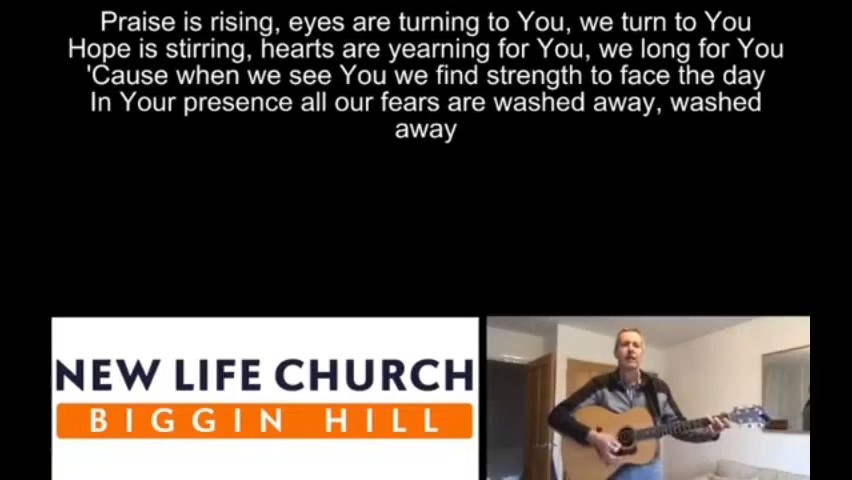 Praise is rising, eyes are turning to You, we turn to You
Hope is stirring, hearts are yearning for You, we long for You
'Cause when we see You we find strength to face the day
In Your presence all our fears are washed away, washed
away
NEW LIFE CHURCH
BIGGIN HILL